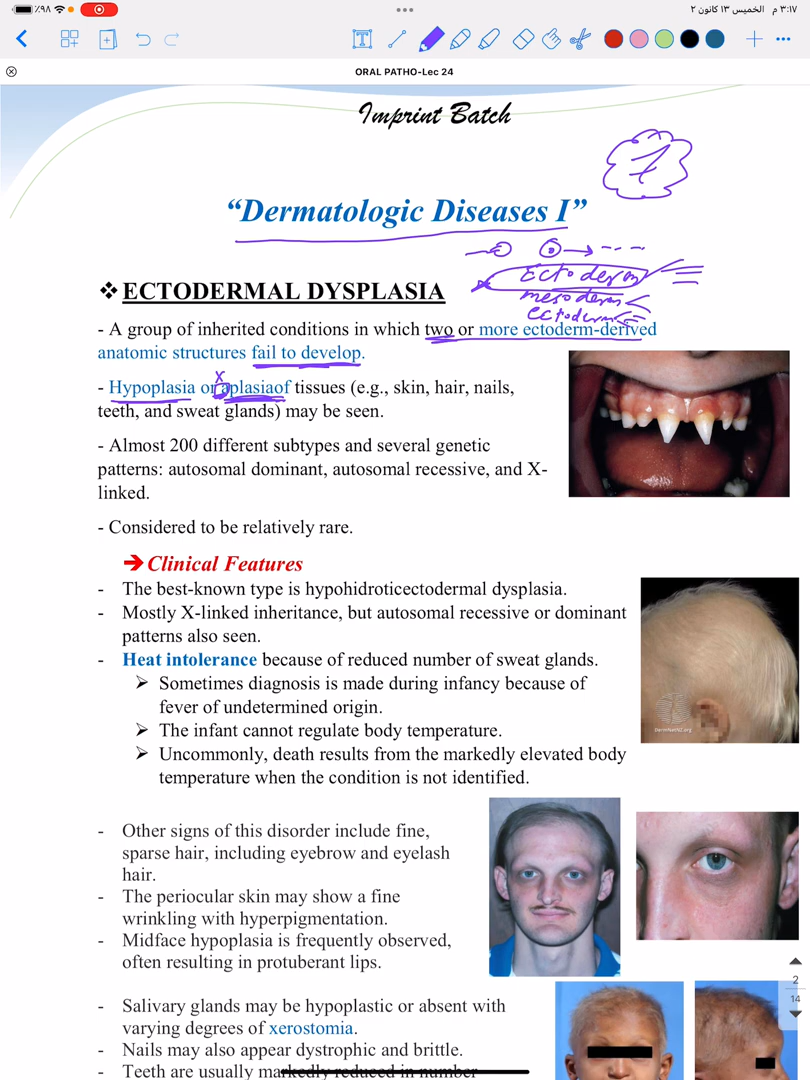 ٣:١٧ م الخميس ١٣ كانون ٢
٩٨٪
ORAL PATHO-Lec 24
Imprint Batch
1
“Dermatologic Diseases I”
Ectoderm
mesoderm
ectoderm
❖ ECTODERMAL DYSPLASIA
- A group of inherited conditions in which two or more ectoderm-derived
anatomic structures fail to develop.
x
- Hypoplasia or aplasiaof tissues (e.g., skin, hair, nails,
teeth, and sweat glands) may be seen.
- Almost 200 different subtypes and several genetic
patterns: autosomal dominant, autosomal recessive, and X-
linked.
- Considered to be relatively rare.
➔ Clinical Features
- The best-known type is hypohidroticectodermal dysplasia.
- Mostly X-linked inheritance, but autosomal recessive or dominant
patterns also seen.
- Heat intolerance because of reduced number of sweat glands.
➢ Sometimes diagnosis is made during infancy because of
fever of undetermined origin.
➢ The infant cannot regulate body temperature.
➢ Uncommonly, death results from the markedly elevated body
temperature when the condition is not identified.
DermNetNZ.org
- Other signs of this disorder include fine,
sparse hair, including eyebrow and eyelash
hair.
- The periocular skin may show a fine
wrinkling with hyperpigmentation.
- Midface hypoplasia is frequently observed,
often resulting in protuberant lips.
2
14
- Salivary glands may be hypoplastic or absent with
varying degrees of xerostomia.
- Nails may also appear dystrophic and brittle.
- Teeth are usually markedly reduced in number